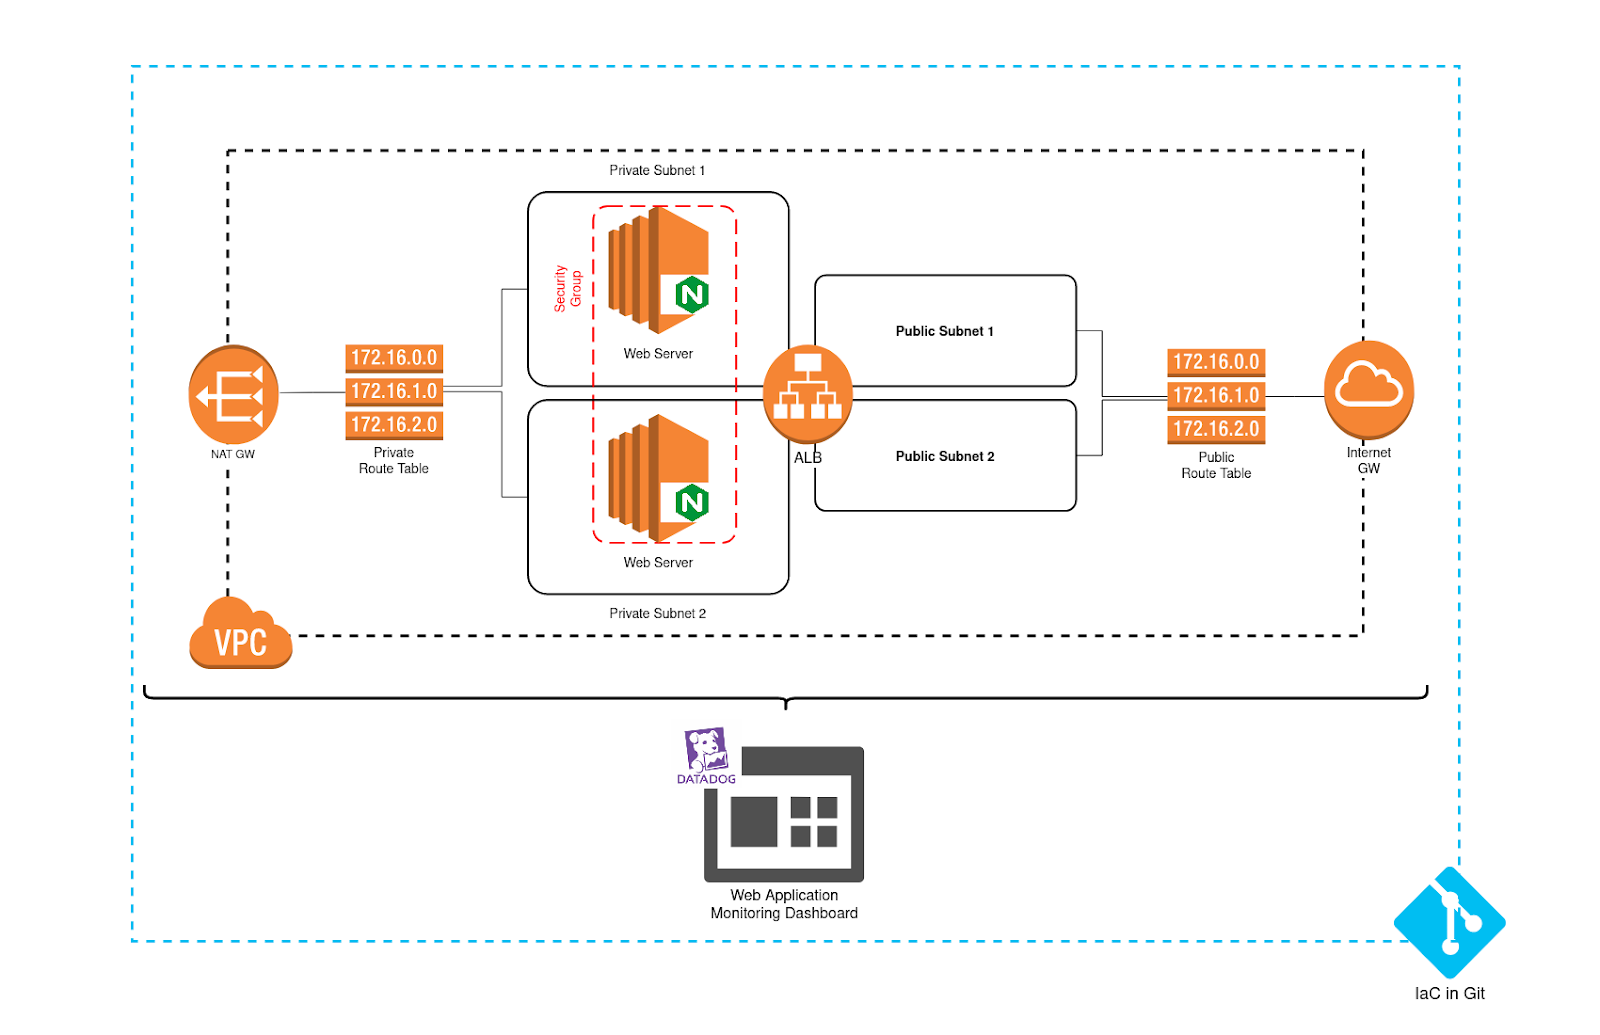 Private Subnet 1
Security
Group
Web Server
Public Subnet 1
172.16.0.0
172.16.1.0
172.16.2.0
Private
Route Table
NAT GW
ALB
Public Subnet 2
172.16.0.0
172.16.1.0
172.16.2.0
Public
Route Table
Internet
GW
Web Server
Private Subnet 2
VPC
DATADOG
Web Application
Monitoring Dashboard
IaC in Git